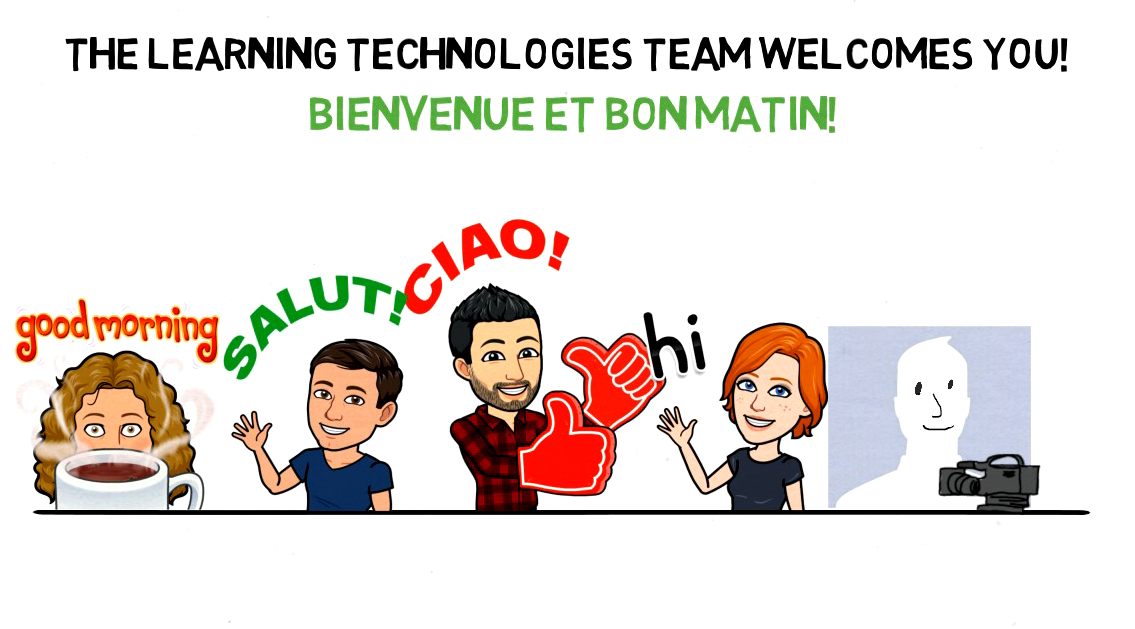 THE LEARNING TECHNOLOGIES TEAM WELCOMES YOU!
BIENVENUE ET BON MATIN!
good morning
SALUT!
CIAO!
hi